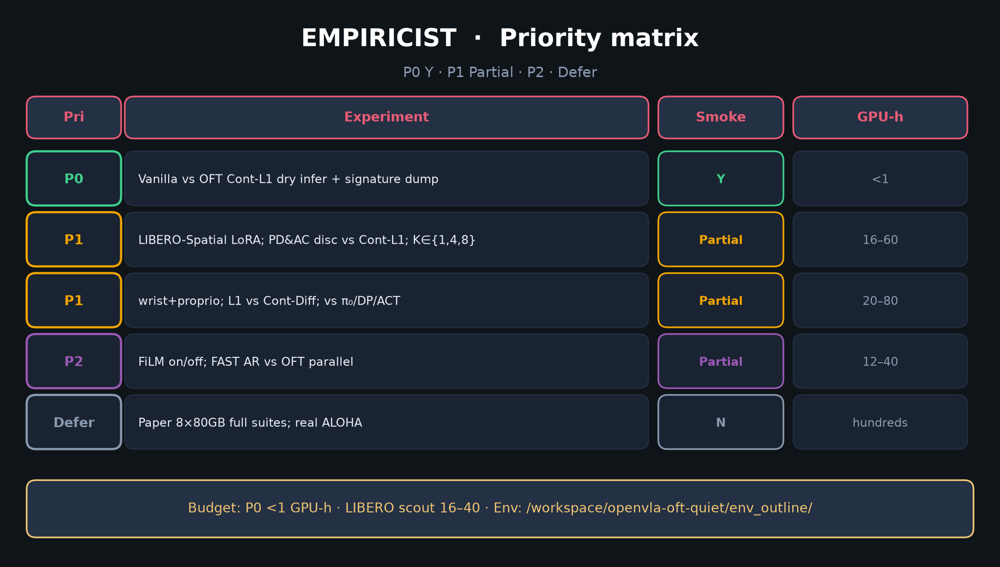 EMPIRICIST · Priority matrix
P0 Y · P1 Partial · P2 · Defer
Pri Experiment Smoke GPU-h
P0 Vanilla vs OFT Cont-L1 dry infer + signature dump Y <1
P1 LIBERO-Spatial LoRA; PD&AC disc vs Cont-L1; K∈{1,4,8} Partial 16–60
P1 wrist+proprio; L1 vs Cont-Diff; vs π₀/DP/ACT Partial 20–80
P2 FiLM on/off; FAST AR vs OFT parallel Partial 12–40
Defer Paper 8×80GB full suites; real ALOHA N hundreds
Budget: P0 <1 GPU-h · LIBERO scout 16–40 · Env: /workspace/openvla-oft-quiet/env_outline/